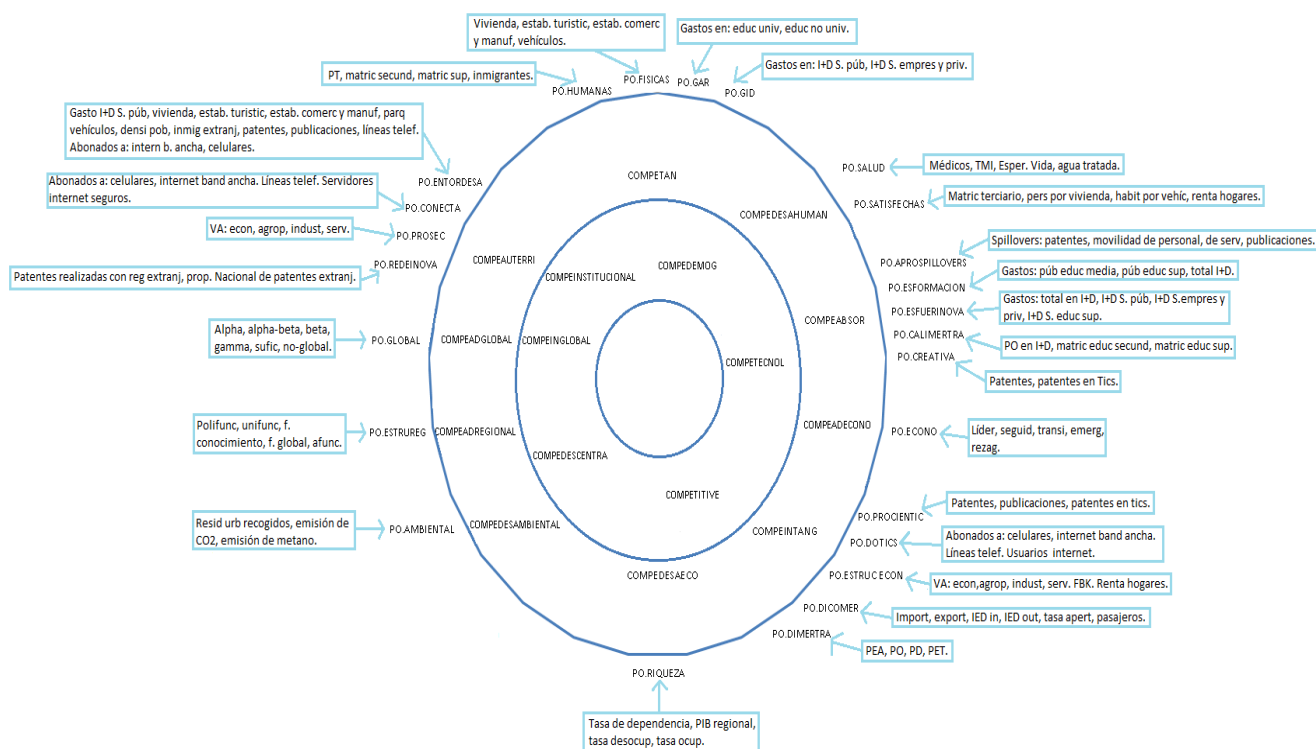 Vivienda, estab. turistic, estab. comerc
y manuf, vehículos.
Gastos en: educ univ, educ no univ.
PT, matric secund, matric sup, inmigrantes.
Gastos en: I+D S. púb, I+D S. empres y priv.
PO.FISICAS
PO.GAR
PO.HUMANAS
PO.GID
Gasto I+D S. púb, vivienda, estab. turistic, estab. comerc y manuf, parq
vehículos, densi pob, inmig extranj, patentes, publicaciones, líneas telef.
Abonados a: intern b. ancha, celulares.
PO.SALUD
Médicos, TMI, Esper. Vida, agua tratada.
PO.ENTORDESA
COMPETAN
Abonados a: celulares, internet band ancha. Líneas telef. Servidores
internet seguros.
PO.CONECTA
PO.SATISFECHAS
Matric terciario, pers por vivienda, habit por vehíc, renta hogares.
COMPEDESAHUMAN
VA: econ, agrop, indust, serv.
PO.PROSEC
Spillovers: patentes, movilidad de personal, de serv, publicaciones.
PO.APROSPILLOVERS
Patentes realizadas con reg extranj, prop. Nacional de patentes extranj.
PO.REDEINOVA
COMPEAUTERRI
COMPEINSTITUCIONAL
COMPEDEMOG
Gastos: púb educ media, púb educ sup, total I+D.
PO.ESFORMACION
Gastos: total en I+D, I+D S. púb, I+D S.empres y
priv, I+D S. educ sup.
PO.ESFUERINOVA
COMPEABSOR
Alpha, alpha-beta, beta,
gamma, sufic, no-global.
PO.GLOBAL
COMPEADGLOBAL
COMPEINGLOBAL
PO.CALIMERTRA
PO en I+D, matric educ secund, matric educ sup.
PO.CREATIVA
COMPETECNOL
Patentes, patentes en Tics.
Polifunc, unifunc, f.
conocimiento, f. global, afunc.
PO.ESTRUREG
COMPEADREGIONAL
COMPEADECONO
PO.ECONO
Líder, seguid, transi, emerg,
rezag.
COMPEDESCENTRA
COMPETITIVE
Patentes, publicaciones, patentes en tics.
PO.PROCIENTIC
Resid urb recogidos, emisión de
CO2, emisión de metano.
PO.AMBIENTAL
COMPEDESAMBIENTAL
COMPEINTANG
PO.DOTICS
Abonados a: celulares, internet band ancha.
Líneas telef. Usuarios internet.
COMPEDESAECO
PO.ESTRUC ECON
VA: econ,agrop, indust, serv. FBK. Renta hogares.
PO.DICOMER
Import, export, IED in, IED out, tasa apert, pasajeros.
PO.DIMERTRA
PEA, PO, PD, PET.
PO.RIQUEZA
Tasa de dependencia, PIB regional,
tasa desocup, tasa ocup.